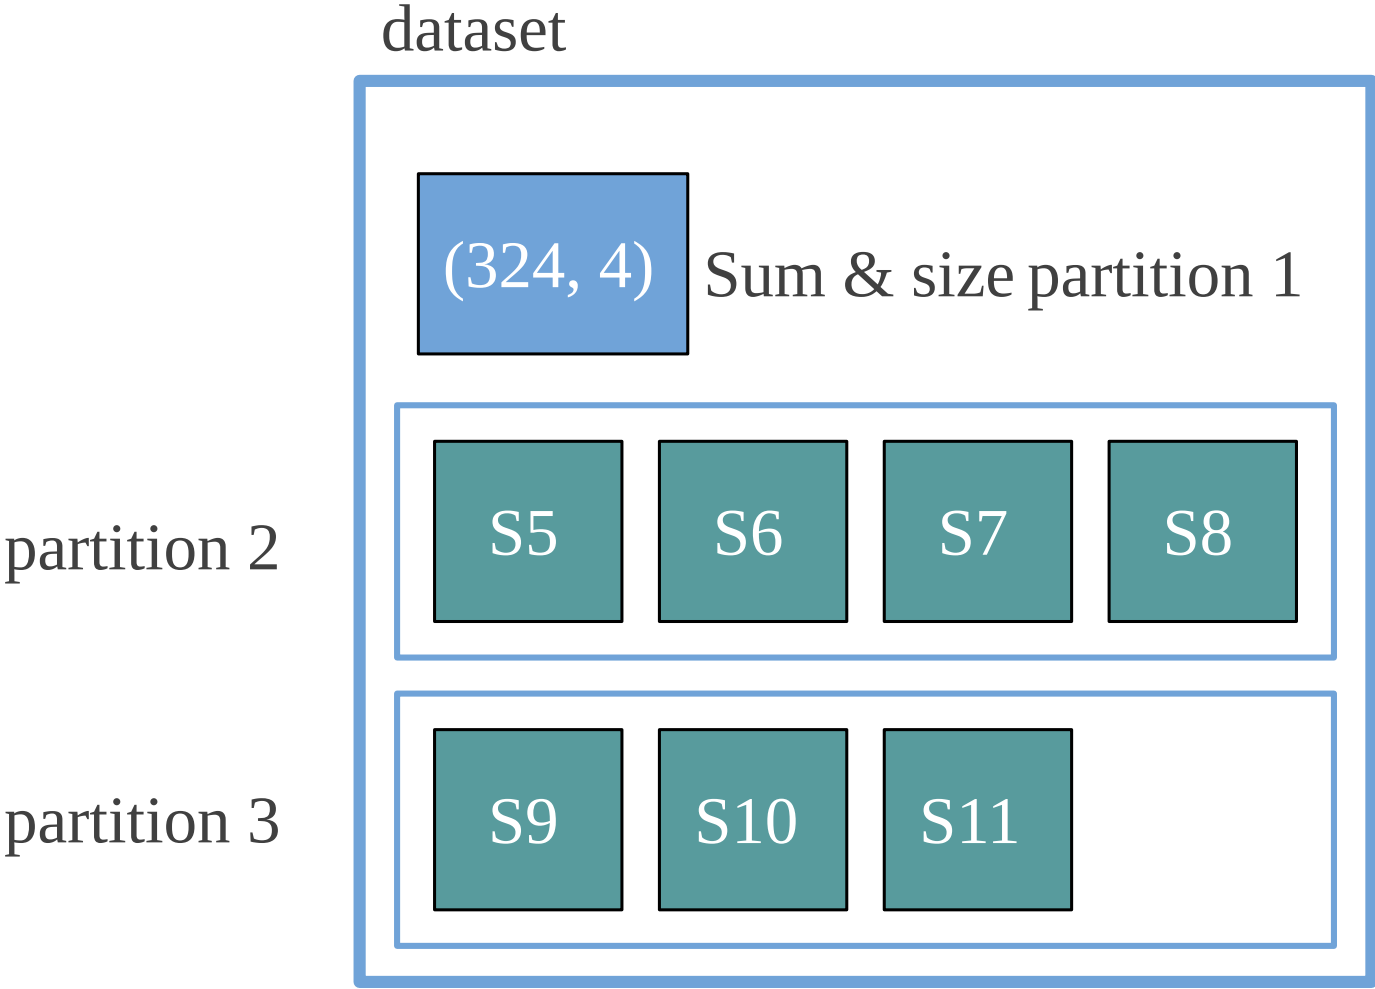 dataset
(324, 4)
Sum & size partition 1
partition 2
S5 S6 S7 S8
partition 3
S9 S10 S11